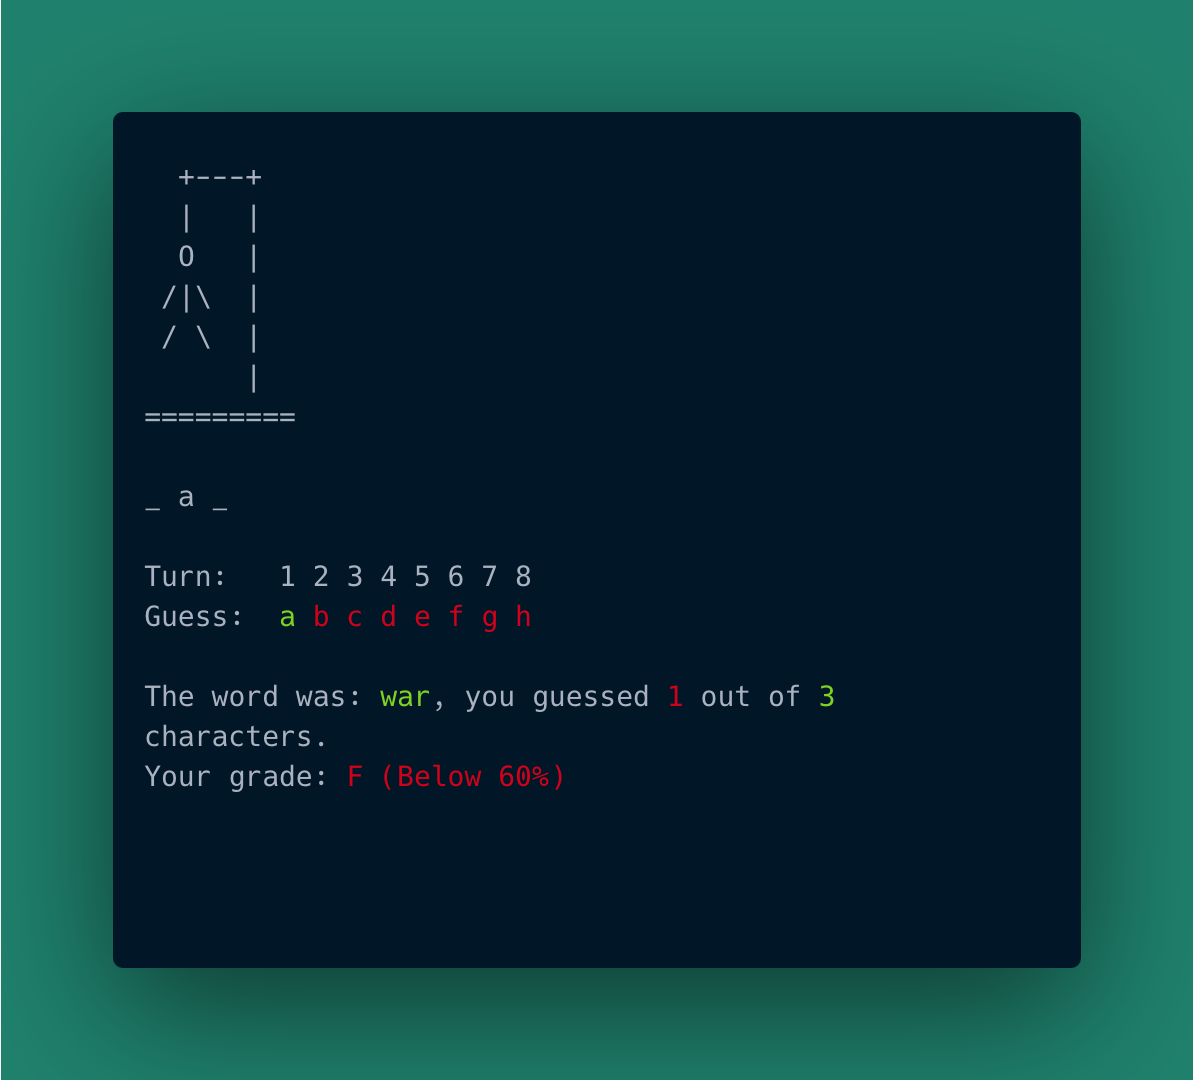 +---+
  |   |
  O   |
 /|\  |
 / \  |
      |
=========
_ a _
Turn:   1 2 3 4 5 6 7 8
Guess:  a b c d e f g h
The word was: war, you guessed 1 out of 3
characters.
Your grade: F (Below 60%)